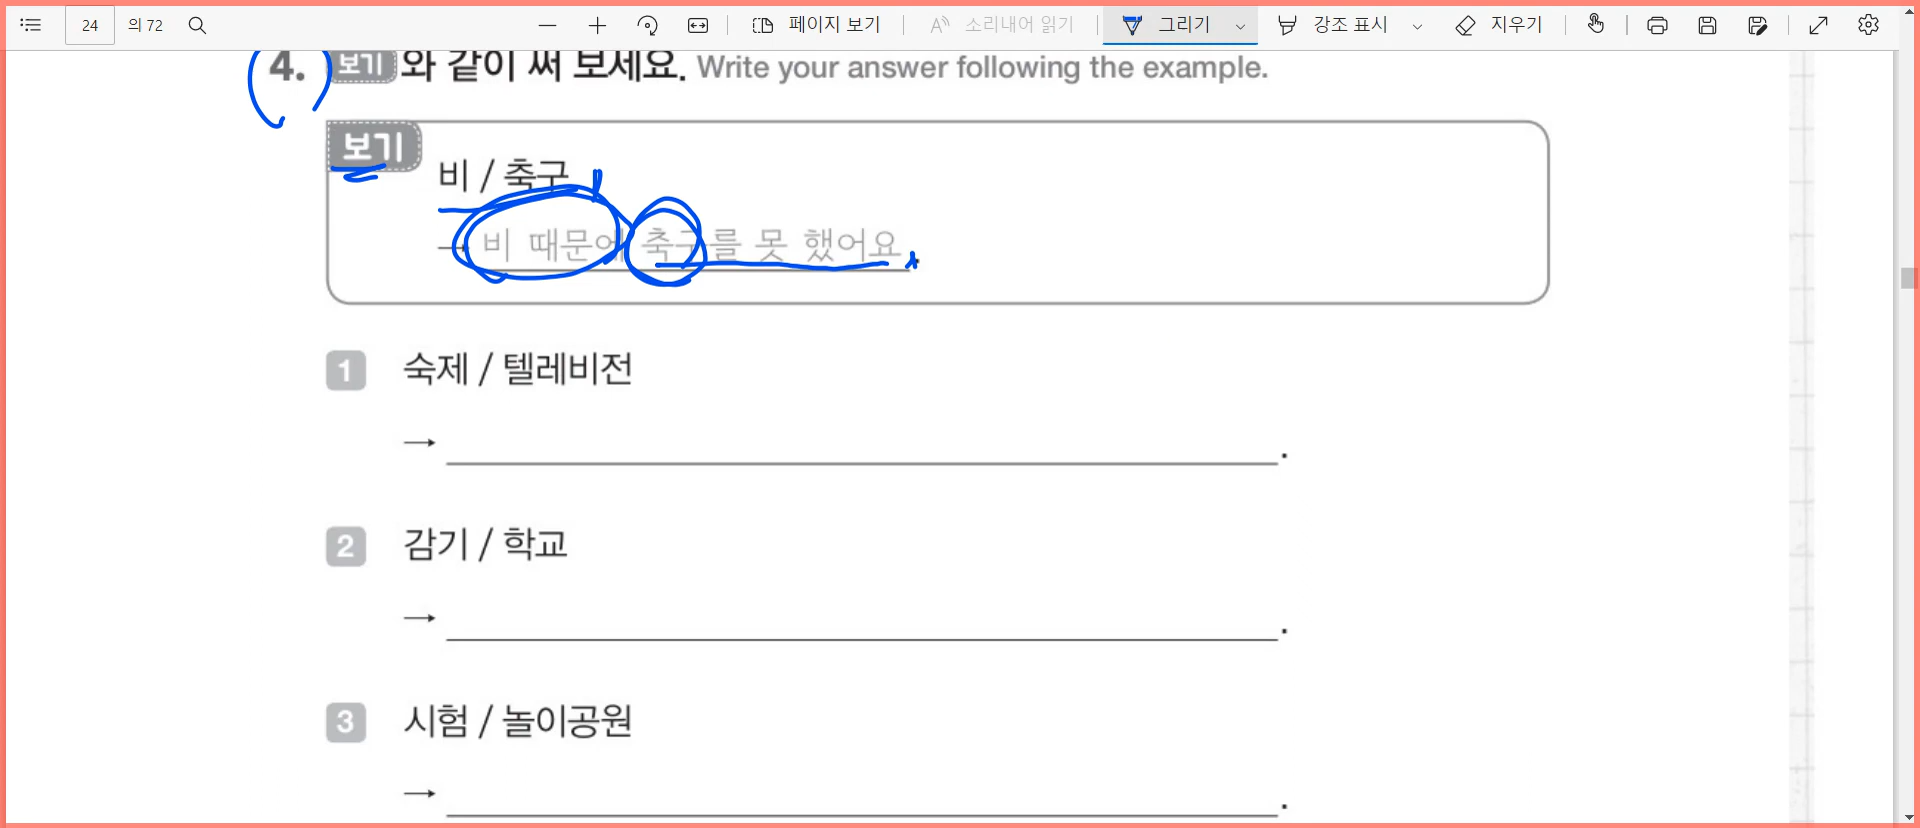 24 의 72 페이지 보기 소리내어 읽기 그리기 강조 표시 지우기
4. 보기 와 같이 써 보세요. Write your answer following the example.
보기
비 / 축구
→ 비 때문에 축구를 못 했어요.
1 숙제 / 텔레비전
→ .
2 감기 / 학교
→ .
3 시험 / 놀이공원
→ .